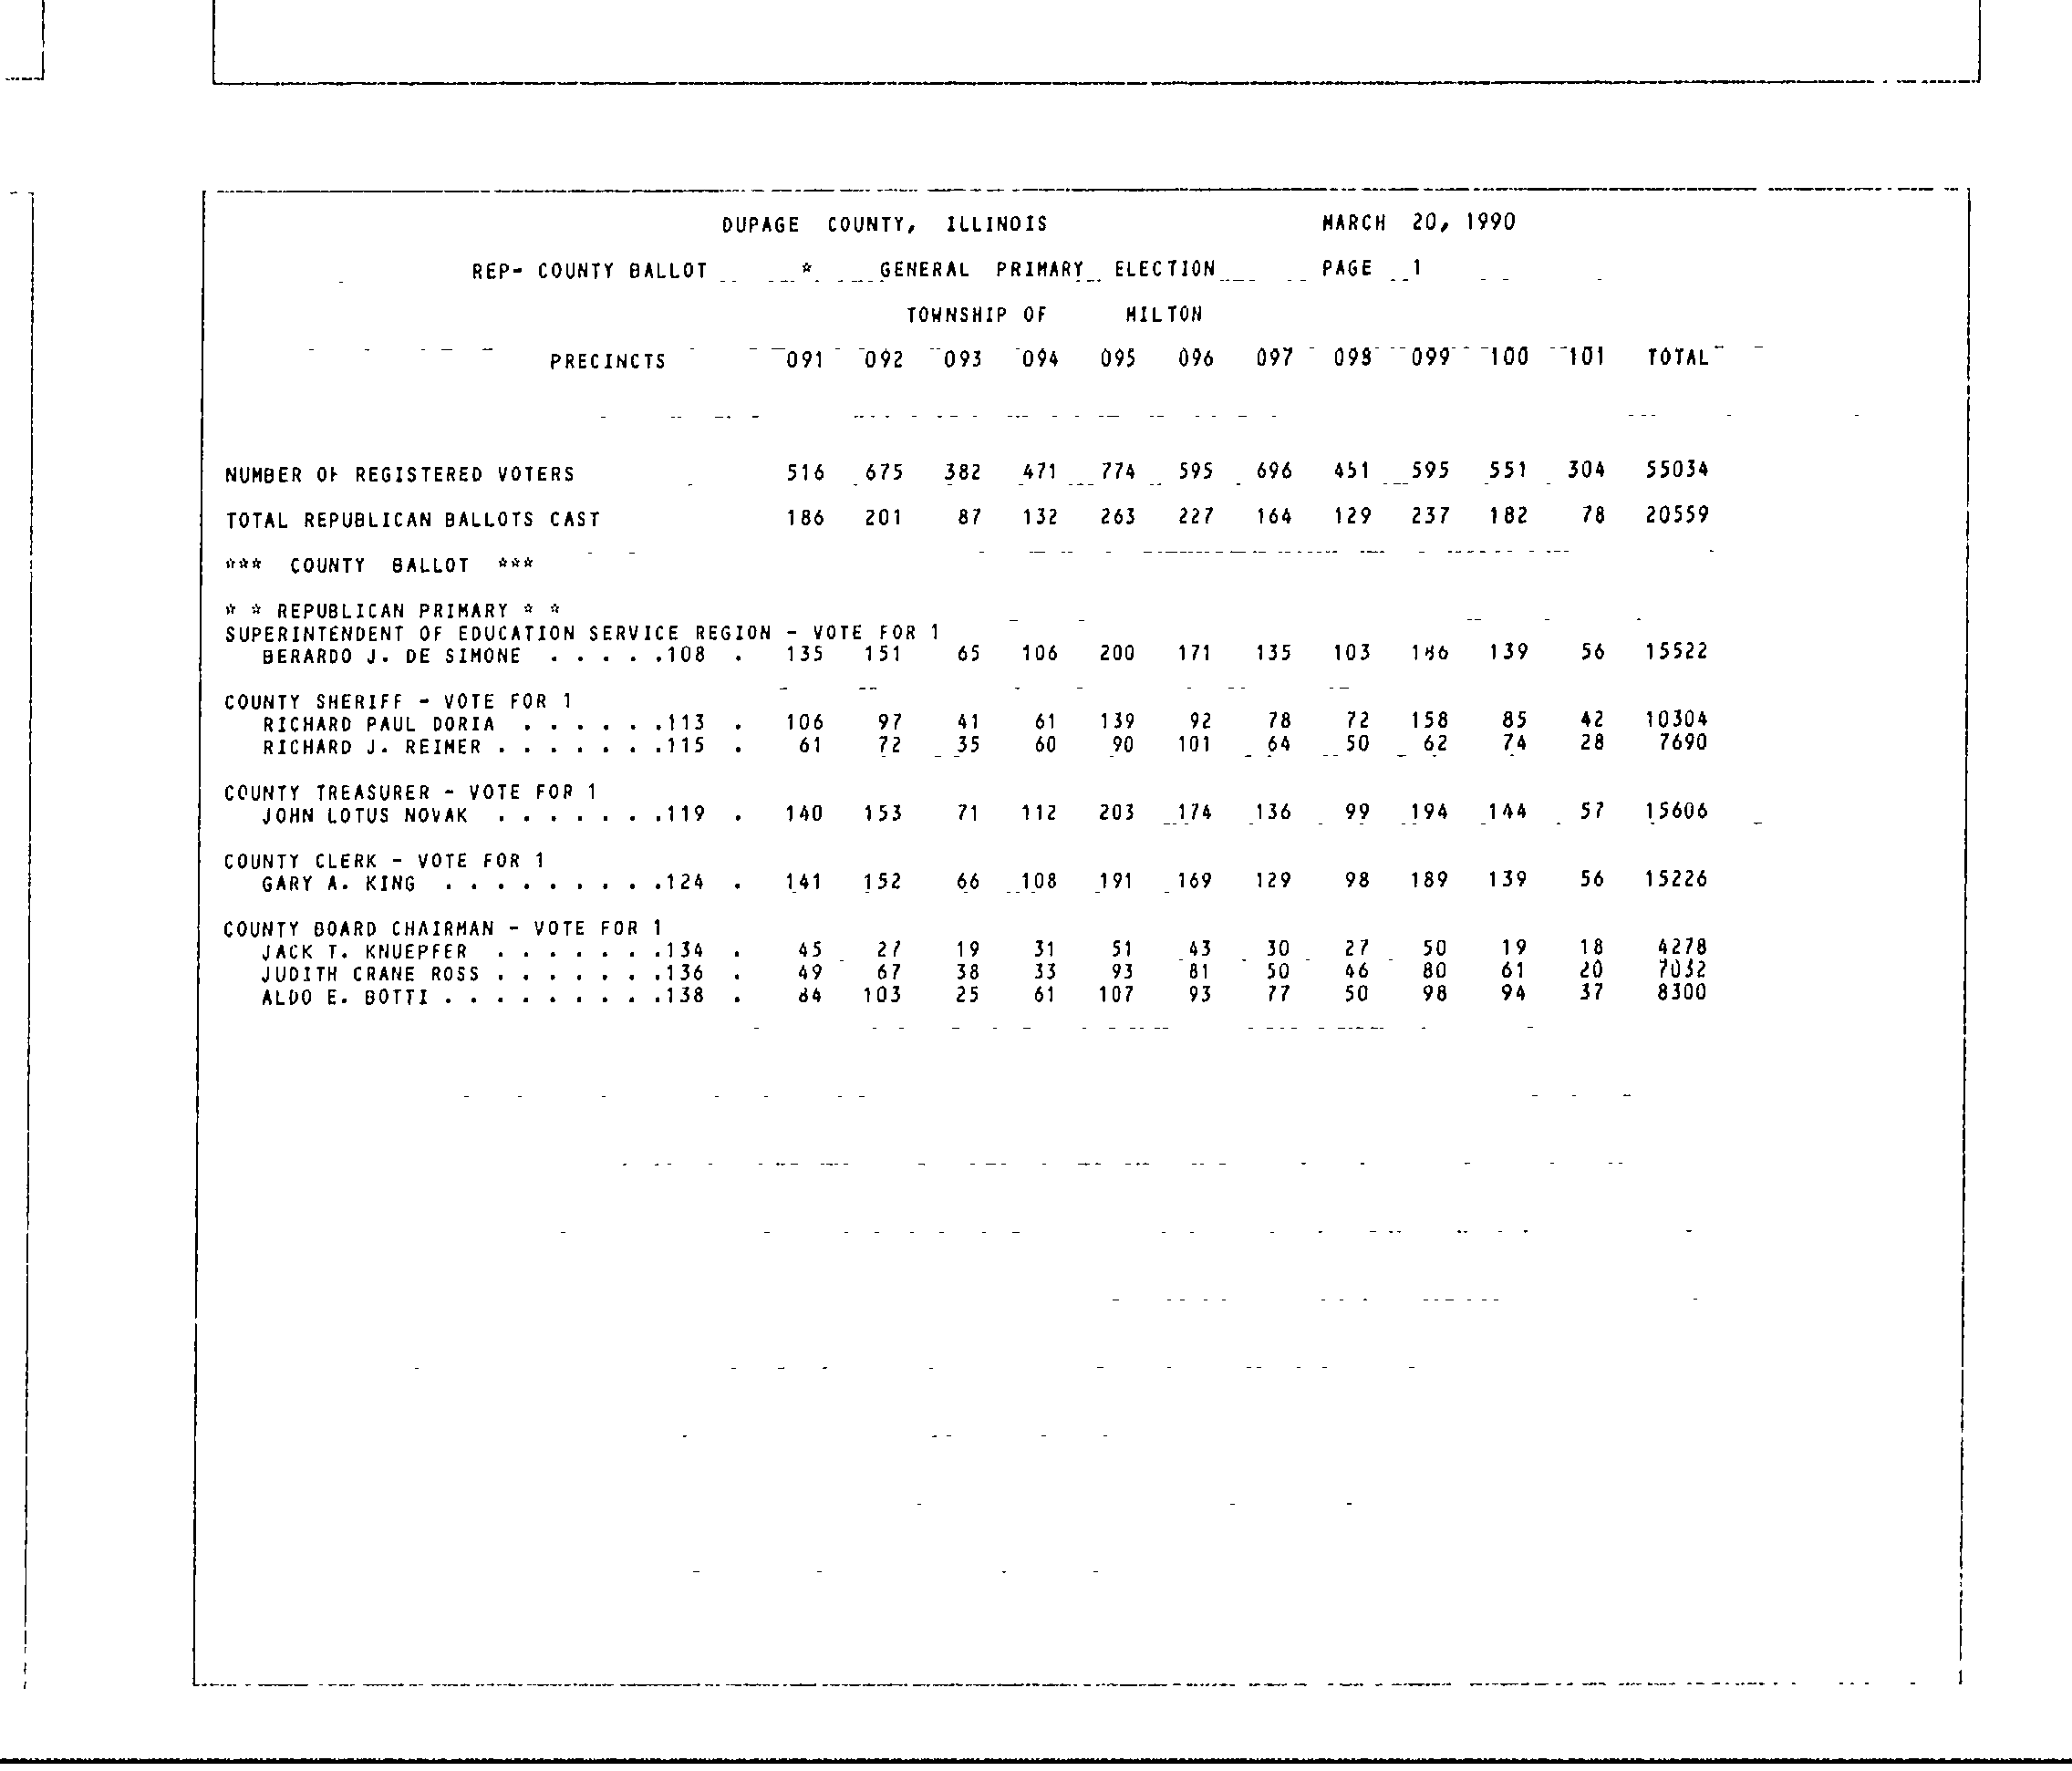 DUPAGE COUNTY, ILLINOIS MARCH 20, 1990
REP- COUNTY BALLOT * GENERAL PRIMARY ELECTION PAGE 1
TOWNSHIP OF MILTON
PRECINCTS 091 092 093 094 095 096 097 098 099 100 101 TOTAL
NUMBER OF REGISTERED VOTERS 516 675 382 471 774 595 696 451 595 551 304 55034
TOTAL REPUBLICAN BALLOTS CAST 186 201 87 132 263 227 164 129 237 182 78 20559
*** COUNTY BALLOT ***
* * REPUBLICAN PRIMARY * *
SUPERINTENDENT OF EDUCATION SERVICE REGION - VOTE FOR 1
BERARDO J. DE SIMONE . . . . .108 . 135 151 65 106 200 171 135 103 139 56 15522
COUNTY SHERIFF - VOTE FOR 1
RICHARD PAUL DORIA . . . . . .113 . 106 97 41 61 139 92 78 72 158 85 42 10304
RICHARD J. REIMER . . . . . . .115 . 61 72 35 60 90 101 64 50 62 74 28 7690
COUNTY TREASURER - VOTE FOR 1
JOHN LOTUS NOVAK . . . . . . .119 . 140 153 71 112 203 174 136 99 194 144 57 15606
COUNTY CLERK - VOTE FOR 1
GARY A. KING . . . . . . . . .124 . 141 152 66 108 191 169 129 98 189 139 56 15226
COUNTY BOARD CHAIRMAN - VOTE FOR 1
JACK T. KNUEPFER . . . . . . .134 . 45 27 19 31 51 43 30 27 50 19 18 4278
JUDITH CRANE ROSS . . . . . . .136 . 49 67 38 33 93 81 50 46 80 61 20 7032
ALDO E. BOTTI . . . . . . . . .138 . 84 103 25 61 107 93 77 50 98 94 37 8300